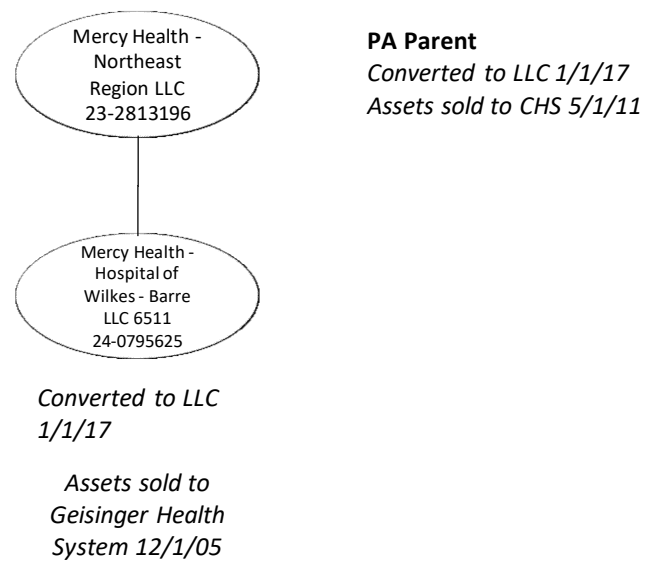 Mercy Health -
Northeast
Region LLC
23-2813196
PA Parent
Converted to LLC 1/1/17
Assets sold to CHS 5/1/11
Mercy Health -
Hospital of
Wilkes - Barre
LLC 6511
24-0795625
Converted to LLC
1/1/17
Assets sold to
Geisinger Health
System 12/1/05